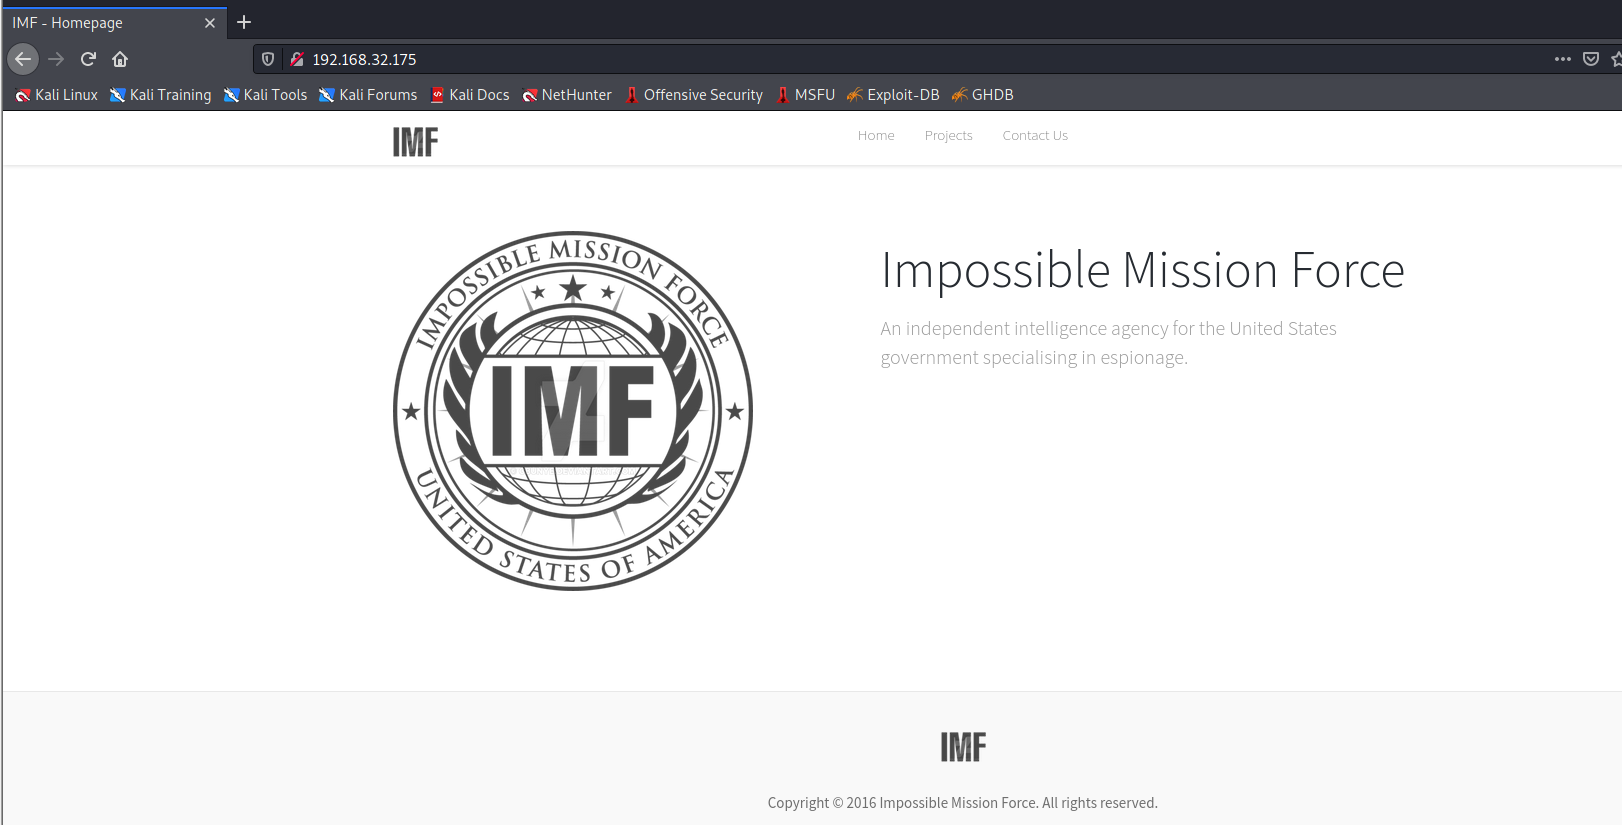 IMF - Homepage
192.168.32.175
Kali Linux Kali Training Kali Tools Kali Forums Kali Docs NetHunter Offensive Security MSFU Exploit-DB GHDB
IMF Home Projects Contact Us
IMPOSSIBLE MISSION FORCE
IMF
UNITED STATES OF AMERICA
Impossible Mission Force
An independent intelligence agency for the United States
government specialising in espionage.
IMF
Copyright © 2016 Impossible Mission Force. All rights reserved.